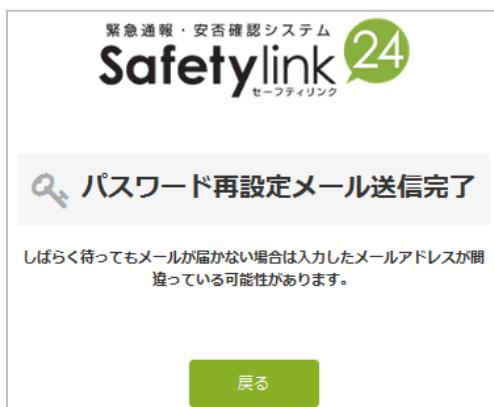 緊急通報・安否確認システム
Safetylink 24
セーフティリンク
パスワード再設定メール送信完了
しばらく待ってもメールが届かない場合は入力したメールアドレスが間
違っている可能性があります。
戻る